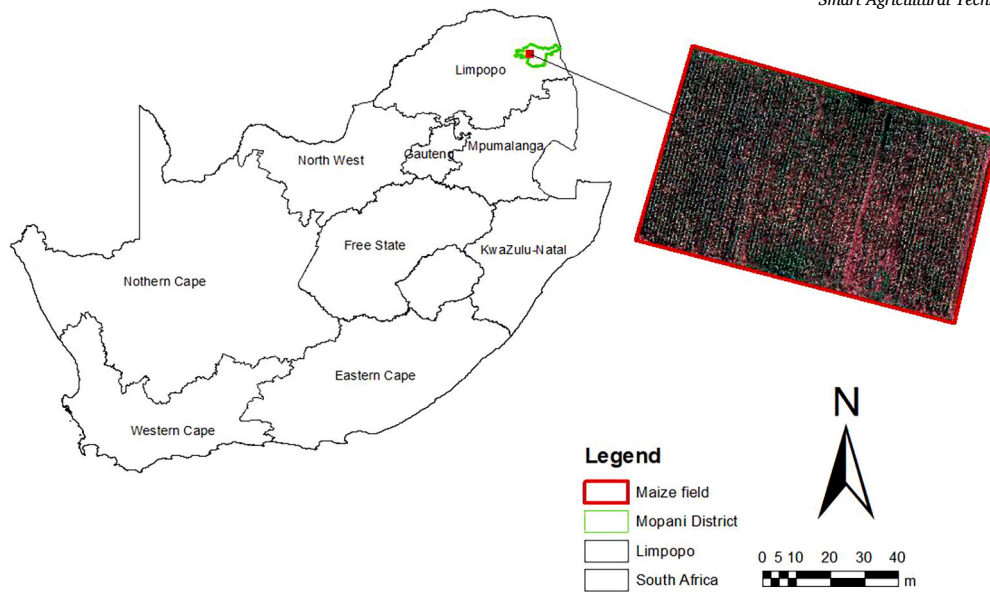 Smart Agricultural Tech
Limpopo
North West
Gauteng
Mpumalanga
Free State
KwaZulu-Natal
Nothern Cape
Eastern Cape
Western Cape
N
Legend
Maize field
Mopani District
Limpopo
South Africa
0 5 10 20 30 40
m